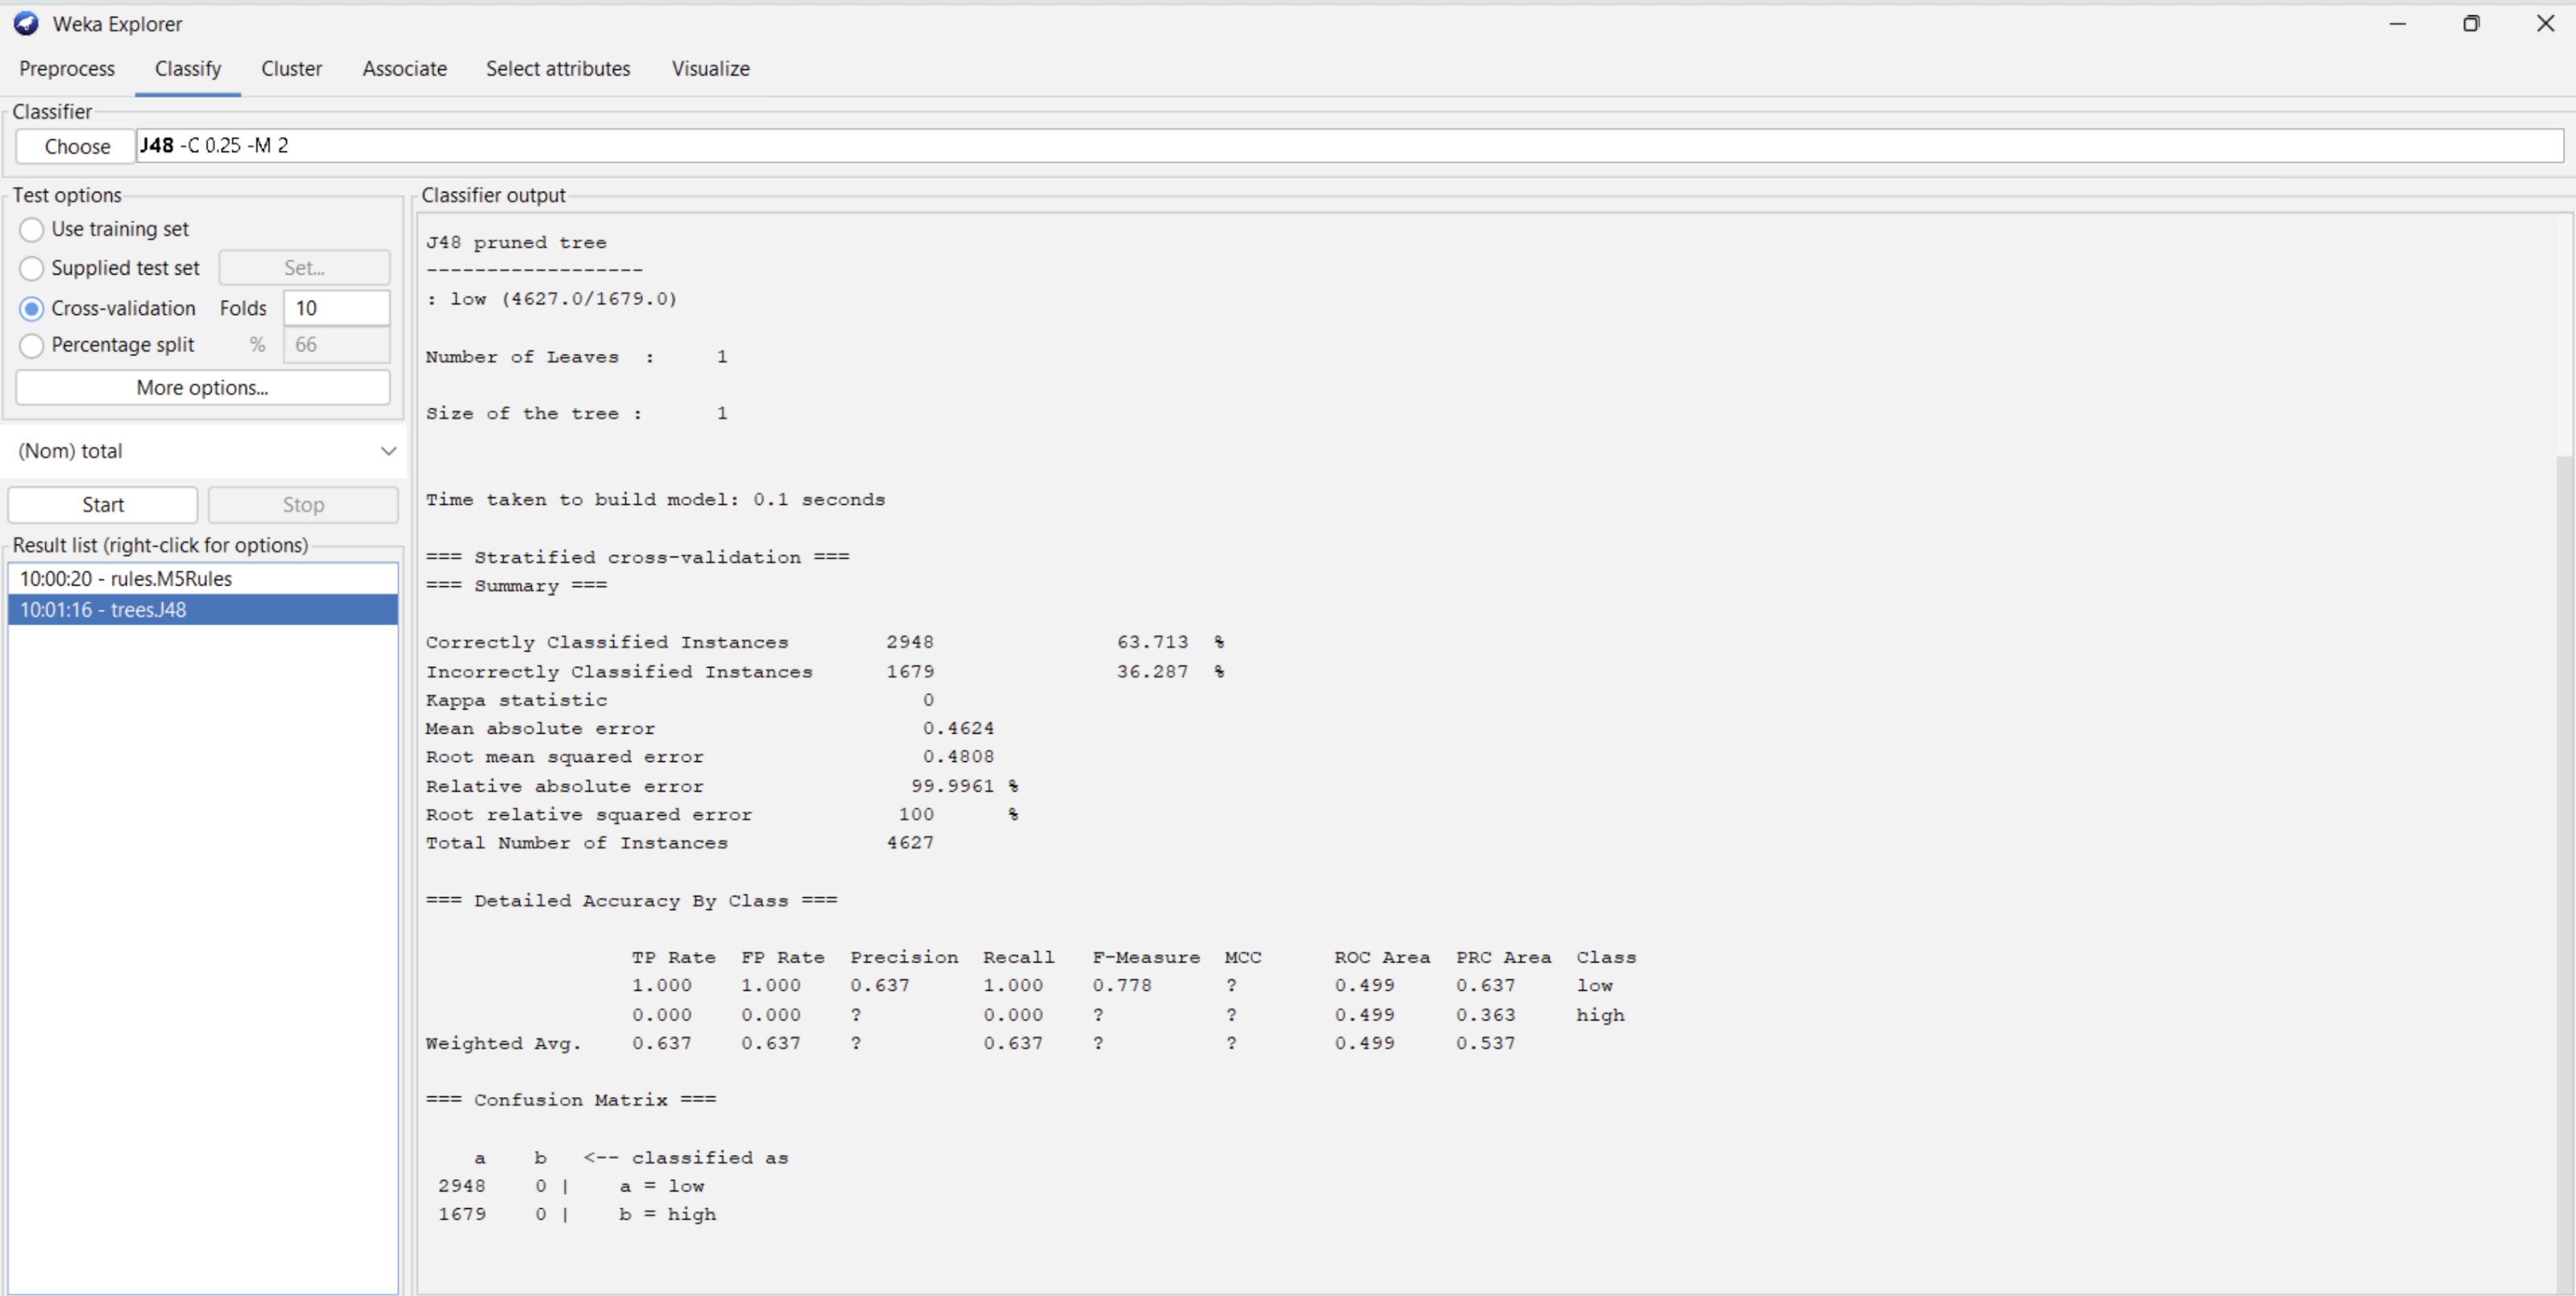 Weka Explorer
Preprocess Classify Cluster Associate Select attributes Visualize
Classifier
Choose J48 -C 0.25 -M 2
Test options
Use training set
Supplied test set Set...
Cross-validation Folds 10
Percentage split % 66
More options...
(Nom) total
Start Stop
Result list (right-click for options)
10:00:20 - rules.M5Rules
10:01:16 - trees.J48
Classifier output
J48 pruned tree
------------------
: low (4627.0/1679.0)
Number of Leaves  :     1
Size of the tree :      1
Time taken to build model: 0.1 seconds
=== Stratified cross-validation ===
=== Summary ===
Correctly Classified Instances        2948               63.713  %
Incorrectly Classified Instances      1679               36.287  %
Kappa statistic                          0
Mean absolute error                      0.4624
Root mean squared error                  0.4808
Relative absolute error                 99.9961 %
Root relative squared error            100      %
Total Number of Instances             4627
=== Detailed Accuracy By Class ===
TP Rate  FP Rate  Precision  Recall   F-Measure  MCC      ROC Area  PRC Area  Class
1.000    1.000    0.637      1.000    0.778      ?        0.499     0.637     low
0.000    0.000    ?          0.000    ?          ?        0.499     0.363     high
Weighted Avg.    0.637    0.637    ?          0.637    ?          ?        0.499     0.537
=== Confusion Matrix ===
a    b   <-- classified as
2948    0 |    a = low
1679    0 |    b = high